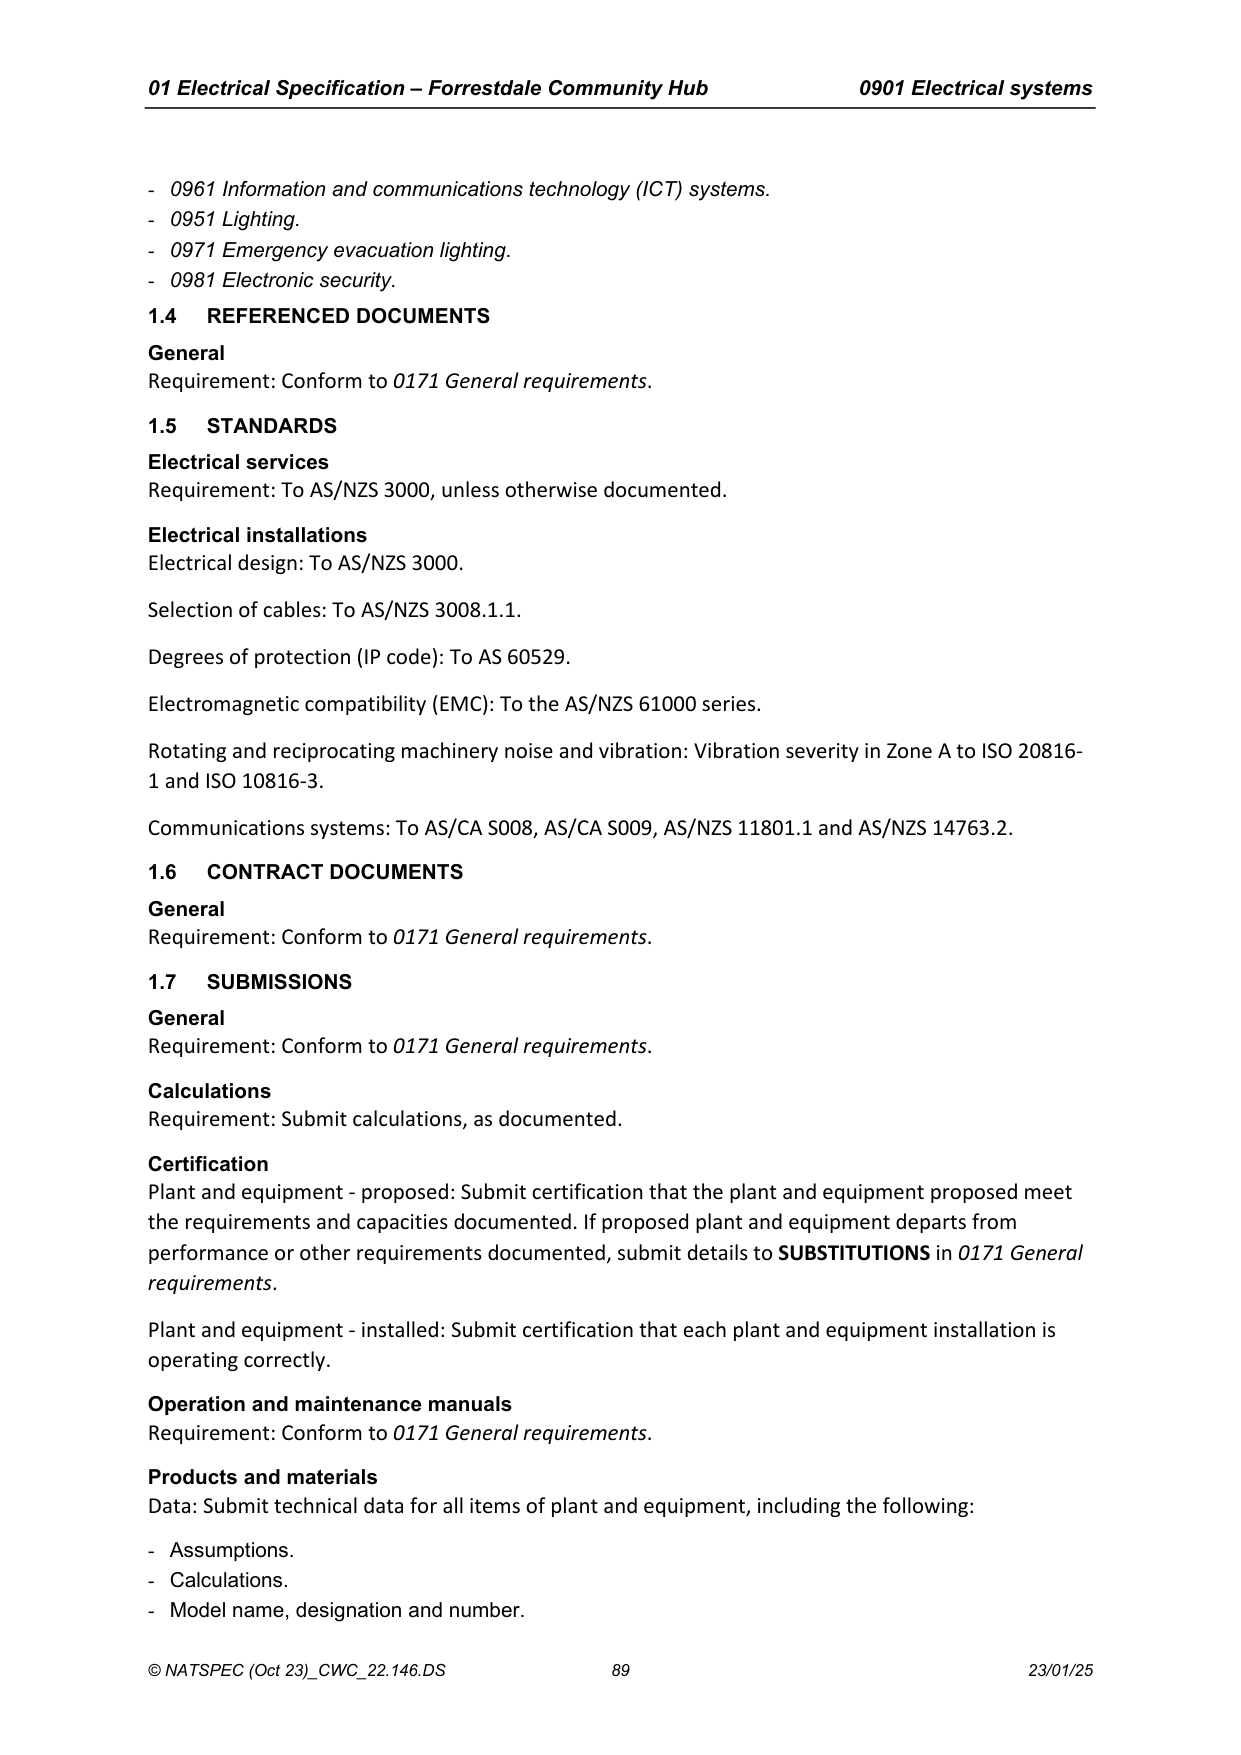 01 Electrical Specification – Forrestdale Community Hub 0901 Electrical systems
- 0961 Information and communications technology (ICT) systems.
- 0951 Lighting.
- 0971 Emergency evacuation lighting.
- 0981 Electronic security.
1.4 REFERENCED DOCUMENTS
General
Requirement: Conform to 0171 General requirements.
1.5 STANDARDS
Electrical services
Requirement: To AS/NZS 3000, unless otherwise documented.
Electrical installations
Electrical design: To AS/NZS 3000.
Selection of cables: To AS/NZS 3008.1.1.
Degrees of protection (IP code): To AS 60529.
Electromagnetic compatibility (EMC): To the AS/NZS 61000 series.
Rotating and reciprocating machinery noise and vibration: Vibration severity in Zone A to ISO 20816-
1 and ISO 10816-3.
Communications systems: To AS/CA S008, AS/CA S009, AS/NZS 11801.1 and AS/NZS 14763.2.
1.6 CONTRACT DOCUMENTS
General
Requirement: Conform to 0171 General requirements.
1.7 SUBMISSIONS
General
Requirement: Conform to 0171 General requirements.
Calculations
Requirement: Submit calculations, as documented.
Certification
Plant and equipment - proposed: Submit certification that the plant and equipment proposed meet
the requirements and capacities documented. If proposed plant and equipment departs from
performance or other requirements documented, submit details to SUBSTITUTIONS in 0171 General
requirements.
Plant and equipment - installed: Submit certification that each plant and equipment installation is
operating correctly.
Operation and maintenance manuals
Requirement: Conform to 0171 General requirements.
Products and materials
Data: Submit technical data for all items of plant and equipment, including the following:
- Assumptions.
- Calculations.
- Model name, designation and number.
© NATSPEC (Oct 23)_CWC_22.146.DS 89 23/01/25